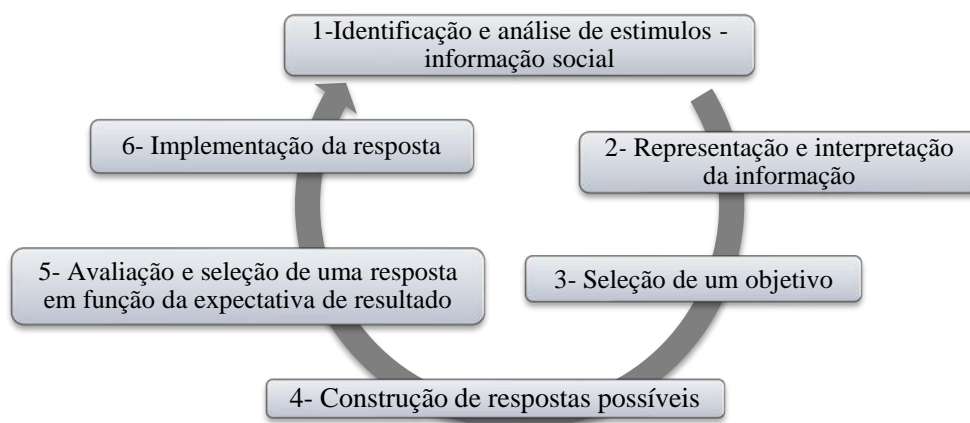 1-Identificação e análise de estimulos -
informação social
2- Representação e interpretação
da informação
3- Seleção de um objetivo
4- Construção de respostas possíveis
5- Avaliação e seleção de uma resposta
em função da expectativa de resultado
6- Implementação da resposta